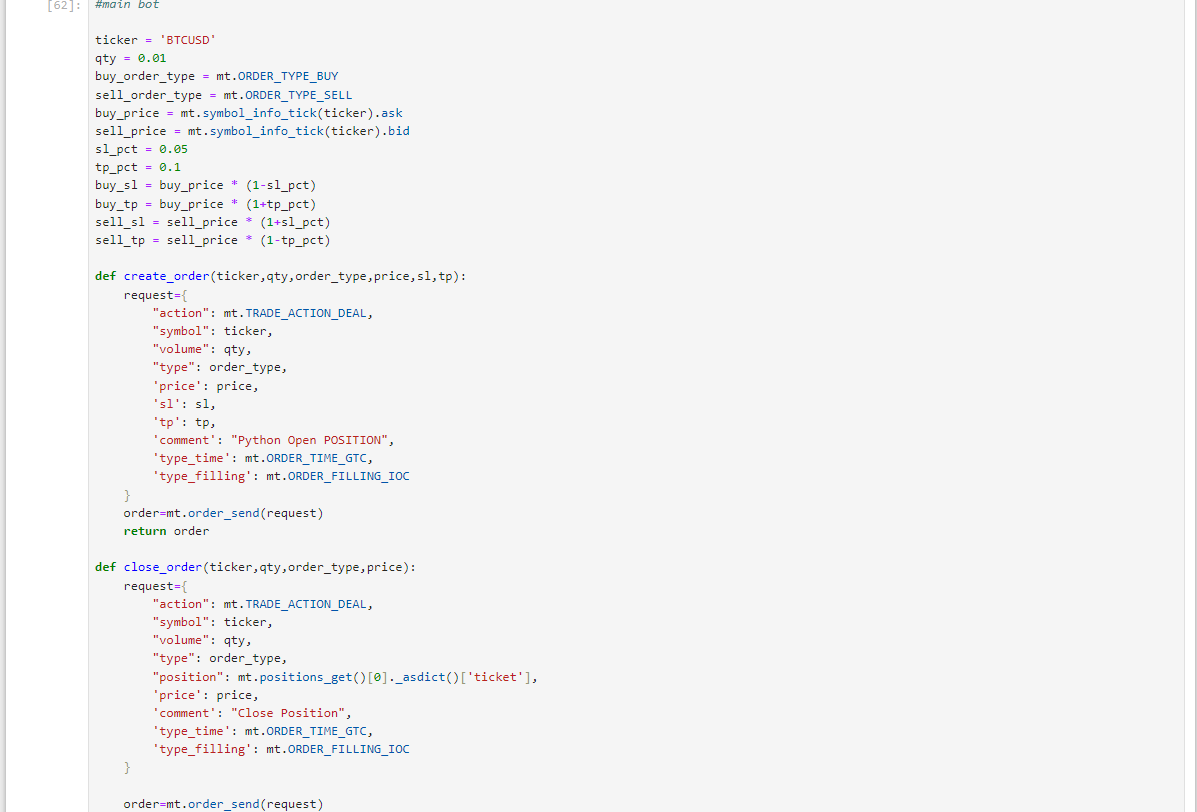 [62]: #main bot
ticker = 'BTCUSD'
qty = 0.01
buy_order_type = mt.ORDER_TYPE_BUY
sell_order_type = mt.ORDER_TYPE_SELL
buy_price = mt.symbol_info_tick(ticker).ask
sell_price = mt.symbol_info_tick(ticker).bid
sl_pct = 0.05
tp_pct = 0.1
buy_sl = buy_price * (1-sl_pct)
buy_tp = buy_price * (1+tp_pct)
sell_sl = sell_price * (1+sl_pct)
sell_tp = sell_price * (1-tp_pct)

def create_order(ticker,qty,order_type,price,sl,tp):
    request={
        "action": mt.TRADE_ACTION_DEAL,
        "symbol": ticker,
        "volume": qty,
        "type": order_type,
        'price': price,
        'sl': sl,
        'tp': tp,
        'comment': "Python Open POSITION",
        'type_time': mt.ORDER_TIME_GTC,
        'type_filling': mt.ORDER_FILLING_IOC
    }
    order=mt.order_send(request)
    return order

def close_order(ticker,qty,order_type,price):
    request={
        "action": mt.TRADE_ACTION_DEAL,
        "symbol": ticker,
        "volume": qty,
        "type": order_type,
        "position": mt.positions_get()[0]._asdict()['ticket'],
        'price': price,
        'comment': "Close Position",
        'type_time': mt.ORDER_TIME_GTC,
        'type_filling': mt.ORDER_FILLING_IOC
    }

    order=mt.order_send(request)